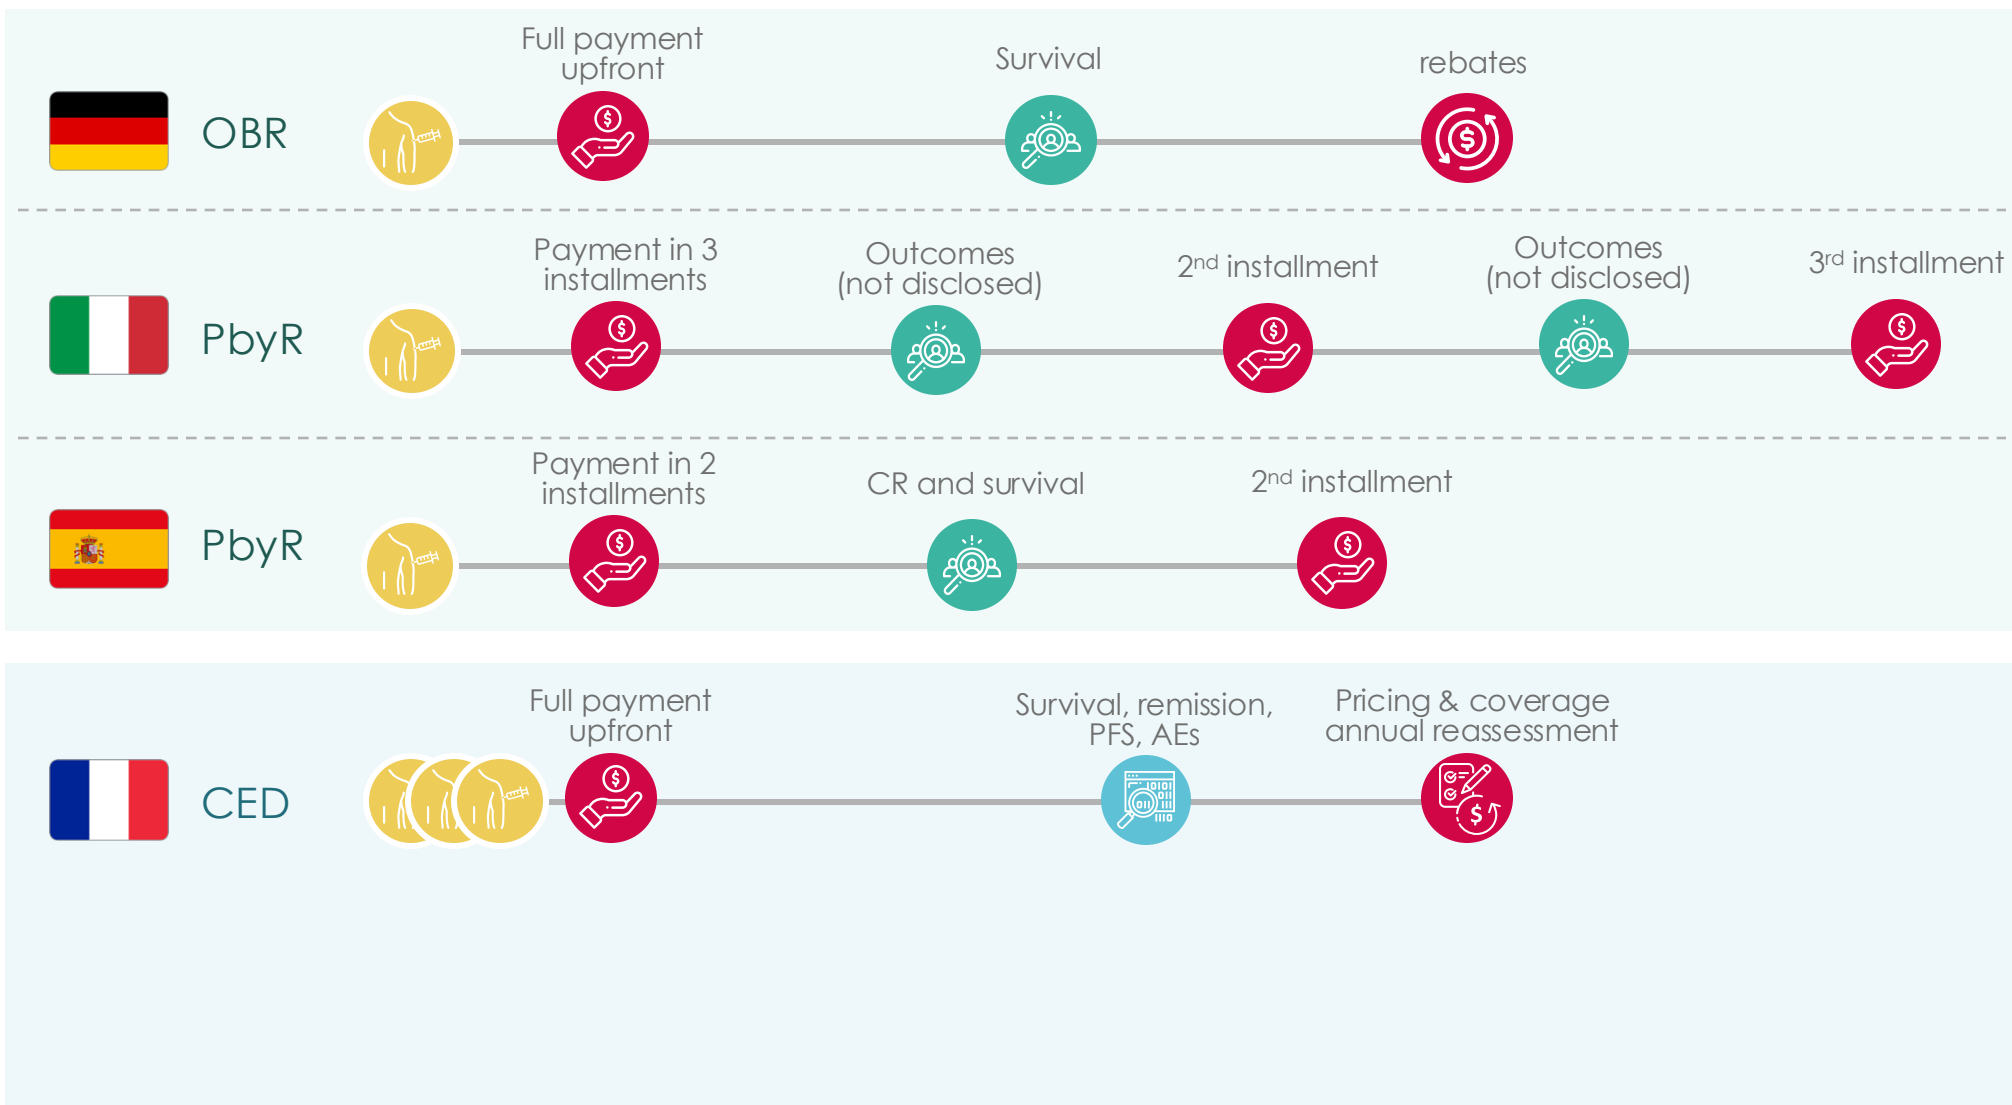 Full payment
upfront
Survival
rebates
OBR
Payment in 3
installments
Outcomes
(not disclosed)
2nd installment
Outcomes
(not disclosed)
3rd installment
PbyR
Payment in 2
installments
CR and survival
2nd installment
PbyR
Full payment
upfront
Survival, remission,
PFS, AEs
Pricing & coverage
annual reassessment
CED